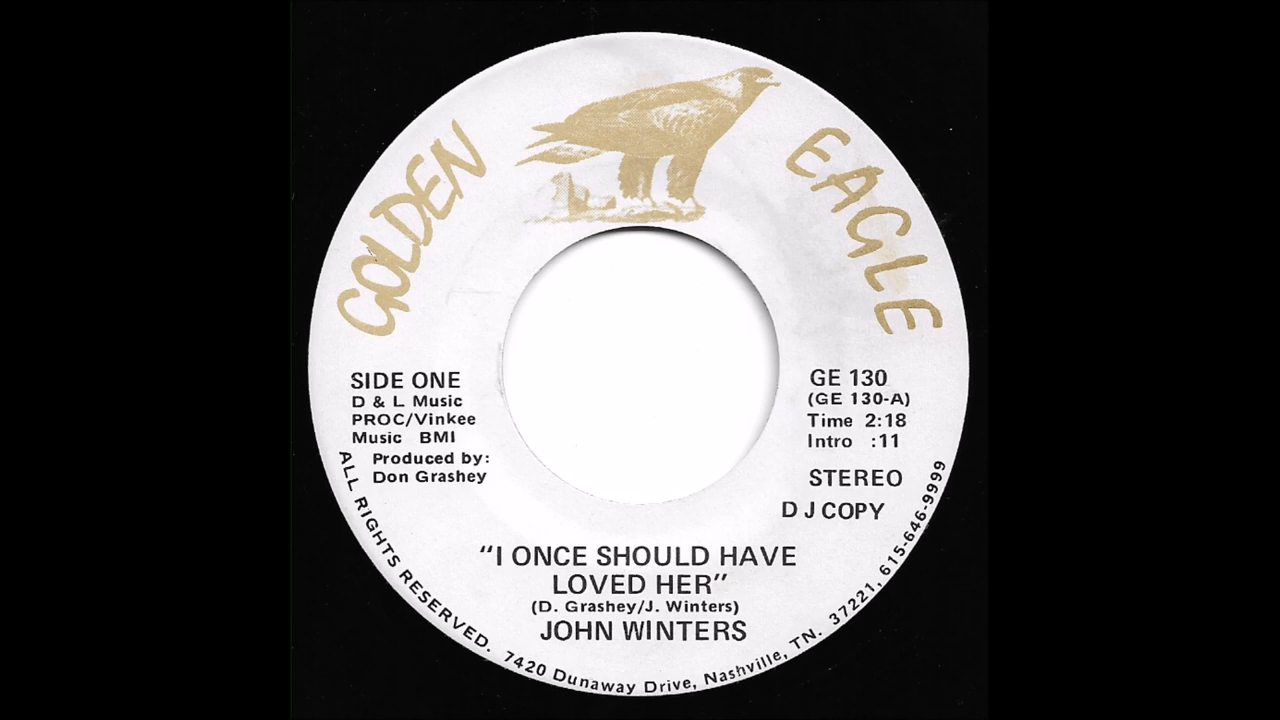 GOLDEN EAGLE
SIDE ONE
D & L Music
PROC/Vinkee
Music BMI
Produced by:
Don Grashey
GE 130
(GE 130-A)
Time 2:18
Intro :11
STEREO
D J COPY
"I ONCE SHOULD HAVE
LOVED HER"
(D. Grashey/J. Winters)
JOHN WINTERS
ALL RIGHTS RESERVED. 7420 Dunaway Drive, Nashville, TN. 37221, 615-646-9999